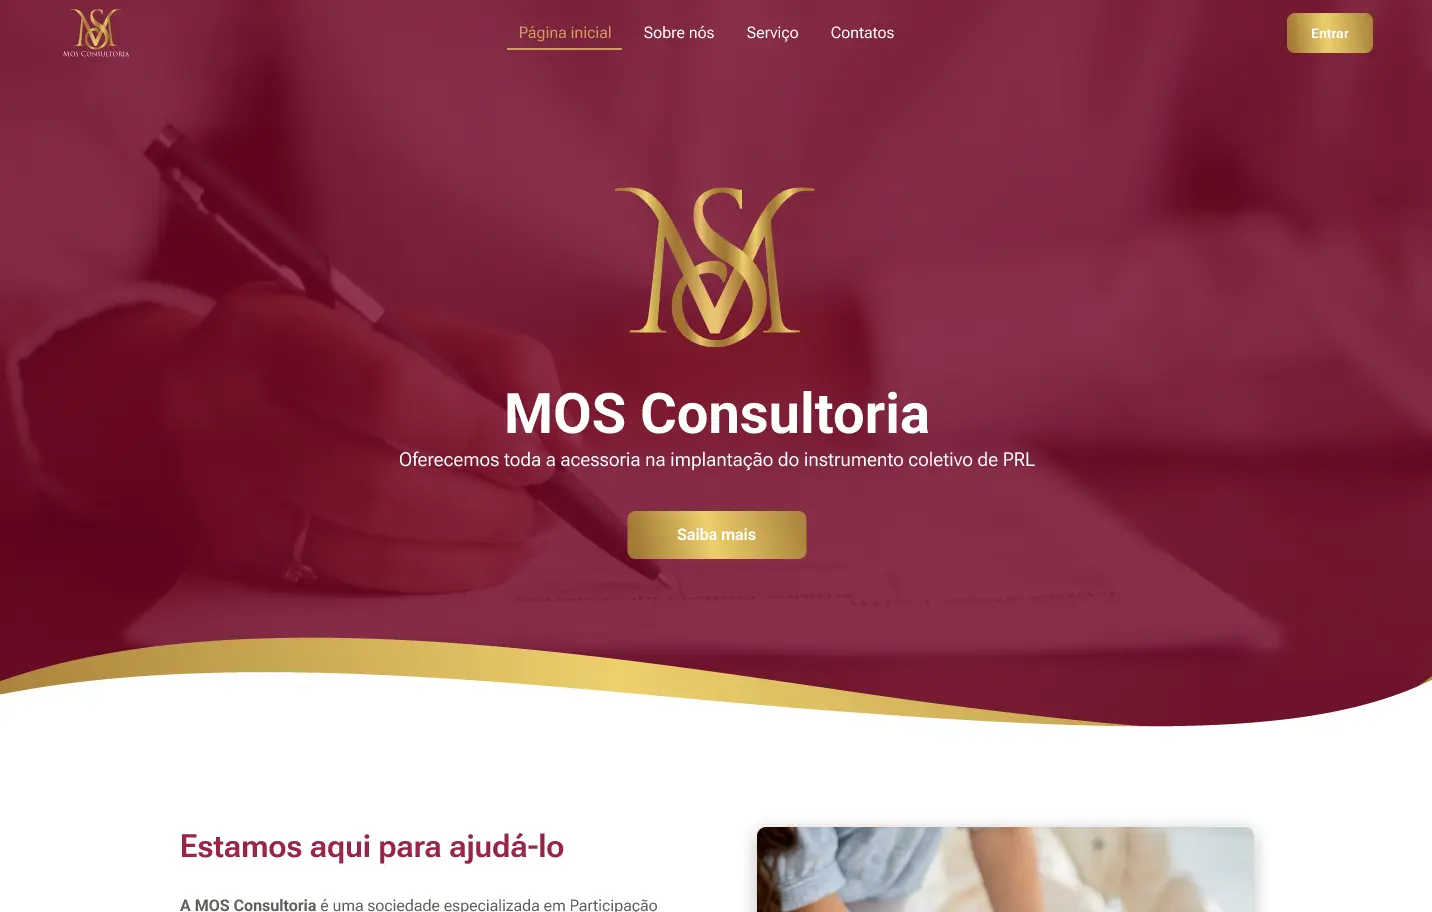 MOS CONSULTORIA
Página inicial
Sobre nós
Serviço
Contatos
Entrar
MOS Consultoria
Oferecemos toda a acessoria na implantação do instrumento coletivo de PRL
Saiba mais
Estamos aqui para ajudá-lo
A MOS Consultoria é uma sociedade especializada em Participação